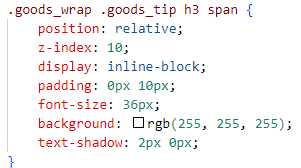 .goods_wrap .goods_tip h3 span {
position: relative;
z-index: 10;
display: inline-block;
padding: 0px 10px;
font-size: 36px;
background: rgb(255, 255, 255);
text-shadow: 2px 0px;
}